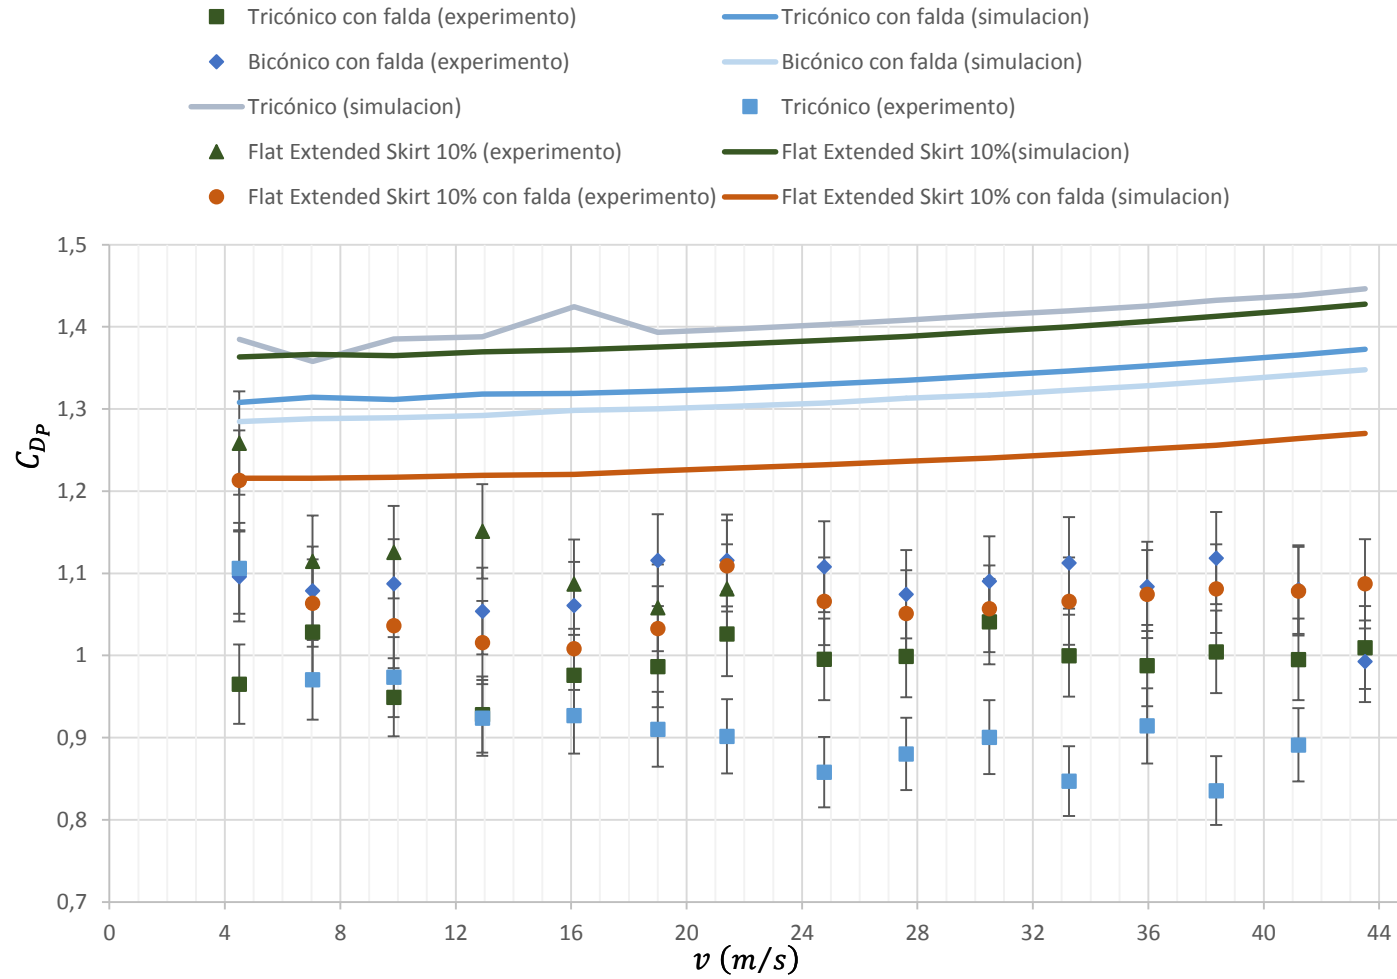 Tricónico con falda (experimento) Tricónico con falda (simulacion)
Bicónico con falda (experimento) Bicónico con falda (simulacion)
Tricónico (simulacion) Tricónico (experimento)
Flat Extended Skirt 10% (experimento) Flat Extended Skirt 10%(simulacion)
Flat Extended Skirt 10% con falda (experimento) Flat Extended Skirt 10% con falda (simulacion)
1,5
1,4
1,3
1,2
1,1
1
0,9
0,8
0,7
C_{D_P}
0 4 8 12 16 20 24 28 32 36 40 44
v (m/s)